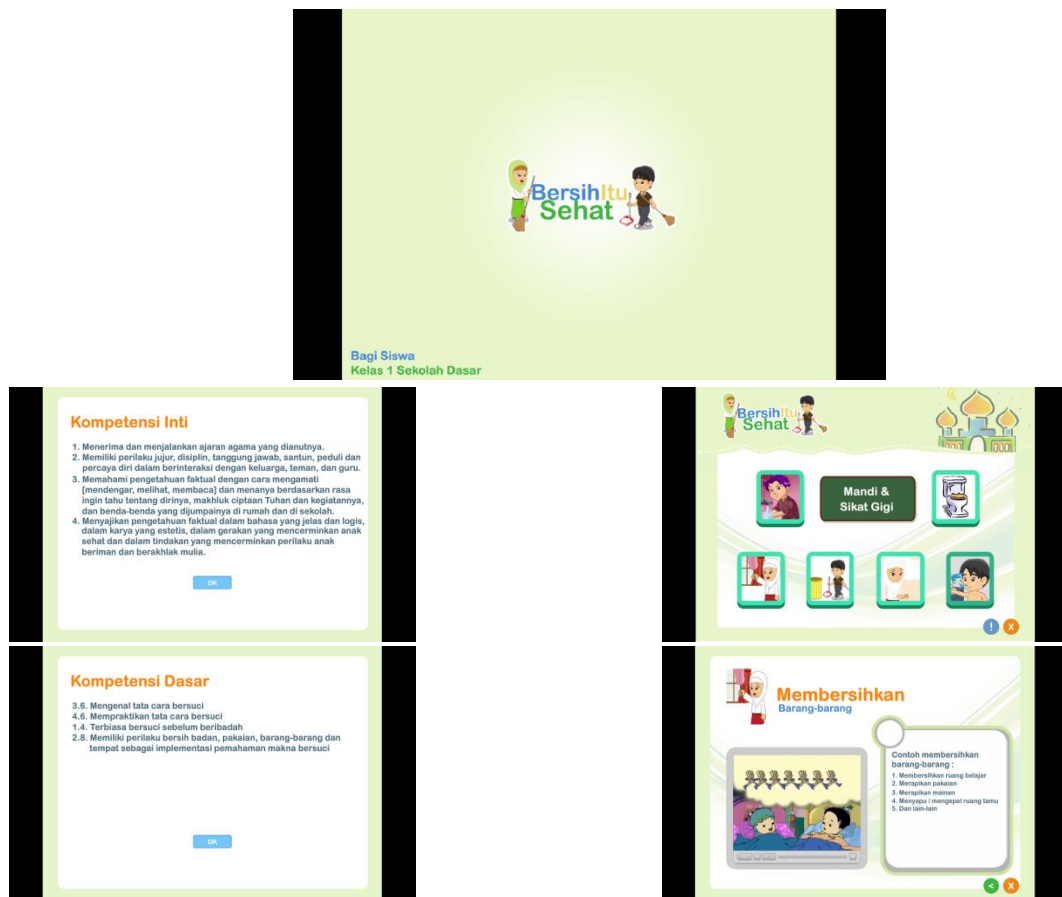 BersihItu
Sehat
Bagi Siswa
Kelas 1 Sekolah Dasar
Kompetensi Inti
1. Menerima dan menjalankan ajaran agama yang dianutnya.
2. Memiliki perilaku jujur, disiplin, tanggung jawab, santun, peduli dan
percaya diri dalam berinteraksi dengan keluarga, teman, dan guru.
3. Memahami pengetahuan faktual dengan cara mengamati
[mendengar, melihat, membaca] dan menanya berdasarkan rasa
ingin tahu tentang dirinya, makhluk ciptaan Tuhan dan kegiatannya,
dan benda-benda yang dijumpainya di rumah dan di sekolah.
4. Menyajikan pengetahuan faktual dalam bahasa yang jelas dan logis,
dalam karya yang estetis, dalam gerakan yang mencerminkan anak
sehat dan dalam tindakan yang mencerminkan perilaku anak
beriman dan berakhlak mulia.
OK
BersihItu
Sehat
Mandi &
Sikat Gigi
! X
Kompetensi Dasar
3.6. Mengenal tata cara bersuci
4.6. Mempraktikan tata cara bersuci
1.4. Terbiasa bersuci sebelum beribadah
2.8. Memiliki perilaku bersih badan, pakaian, barang-barang dan
tempat sebagai implementasi pemahaman makna bersuci
OK
Membersihkan
Barang-barang
Contoh membersihkan
barang-barang :
1. Membersihkan ruang belajar
2. Merapikan pakaian
3. Merapikan mainan
4. Menyapu / mengepel ruang tamu
5. Dan lain-lain
< X